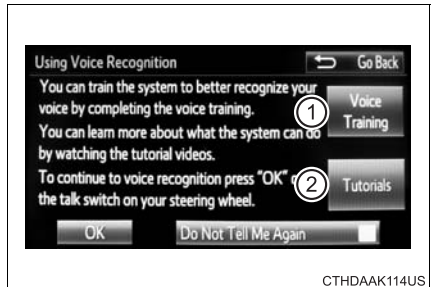 Using Voice Recognition
Go Back
You can train the system to better recognize your
voice by completing the voice training.
1
Voice
Training
You can learn more about what the system can do
by watching the tutorial videos.
To continue to voice recognition press "OK"
2
Tutorials
the talk switch on your steering wheel.
OK
Do Not Tell Me Again
CTHDAAK114US